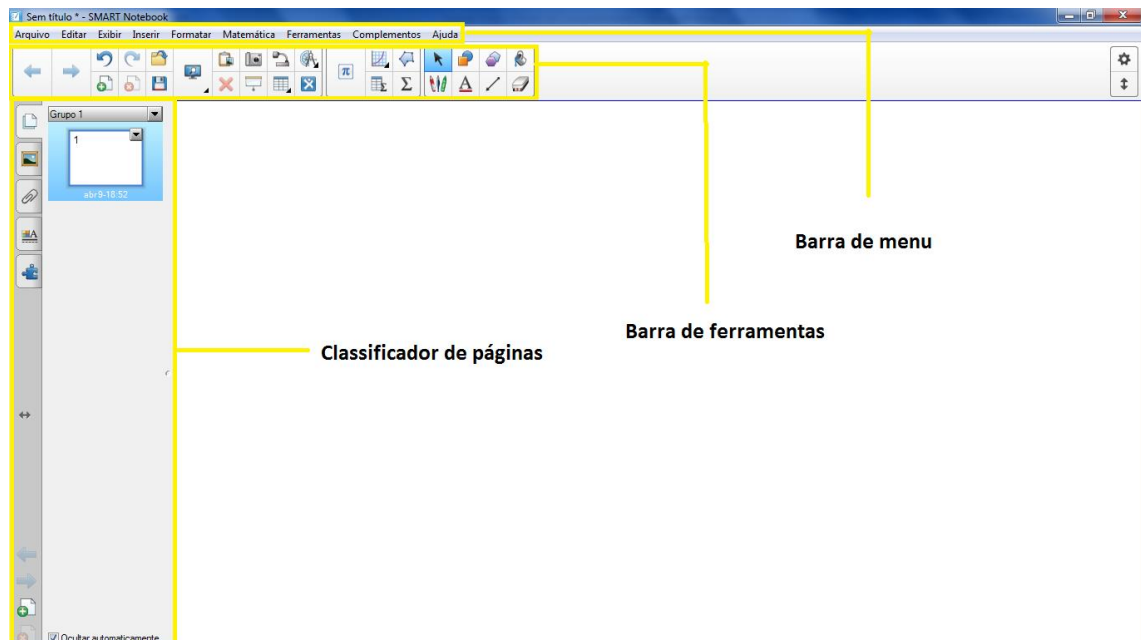 Sem título * - SMART Notebook
Arquivo Editar Exibir Inserir Formatar Matemática Ferramentas Complementos Ajuda
π
Σ
Σ
A
Grupo 1
1
abr9-18:52
A
Barra de menu
Barra de ferramentas
Classificador de páginas
Ocultar automaticamente